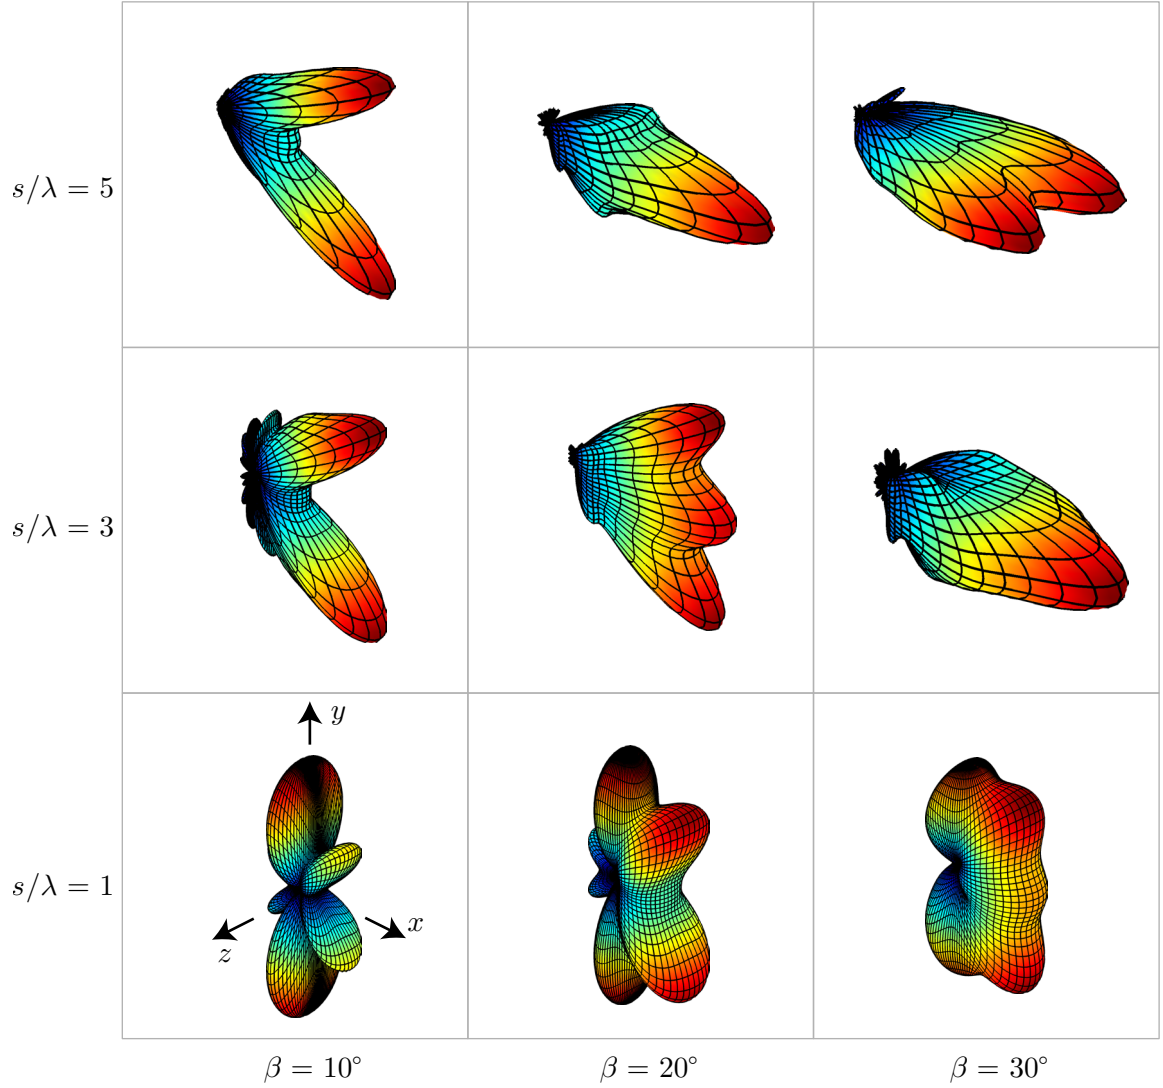 s/λ = 5
s/λ = 3
y
x
z
s/λ = 1
β = 10°
β = 20°
β = 30°